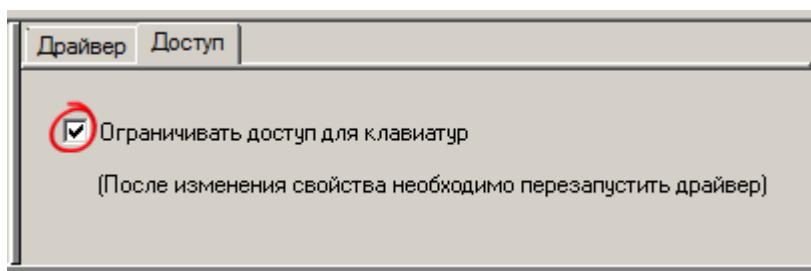 Драйвер Доступ
Ограничивать доступ для клавиатур
(После изменения свойства необходимо перезапустить драйвер)